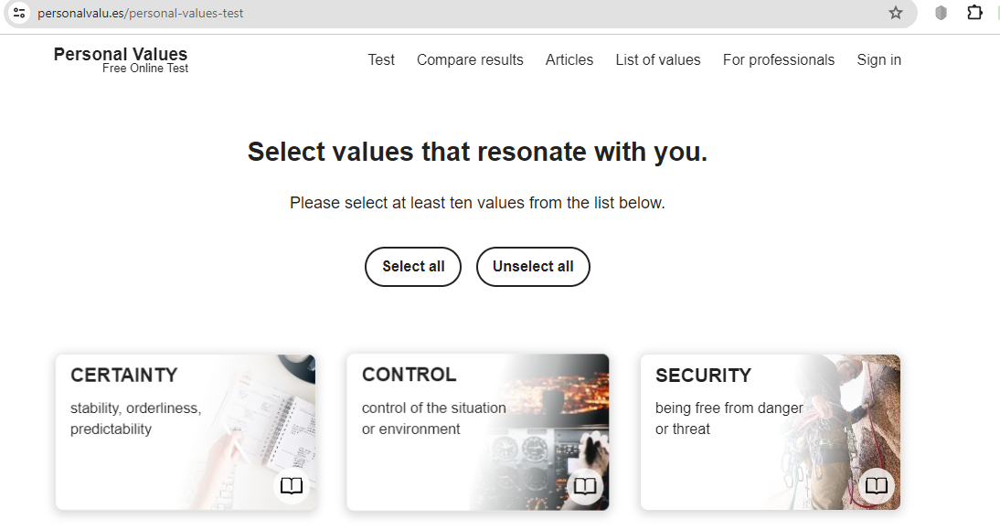 personalvalu.es/personal-values-test
Personal Values
Free Online Test
Test Compare results Articles List of values For professionals Sign in
Select values that resonate with you.
Please select at least ten values from the list below.
Select all Unselect all
CERTAINTY
stability, orderliness,
predictability
CONTROL
control of the situation
or environment
SECURITY
being free from danger
or threat